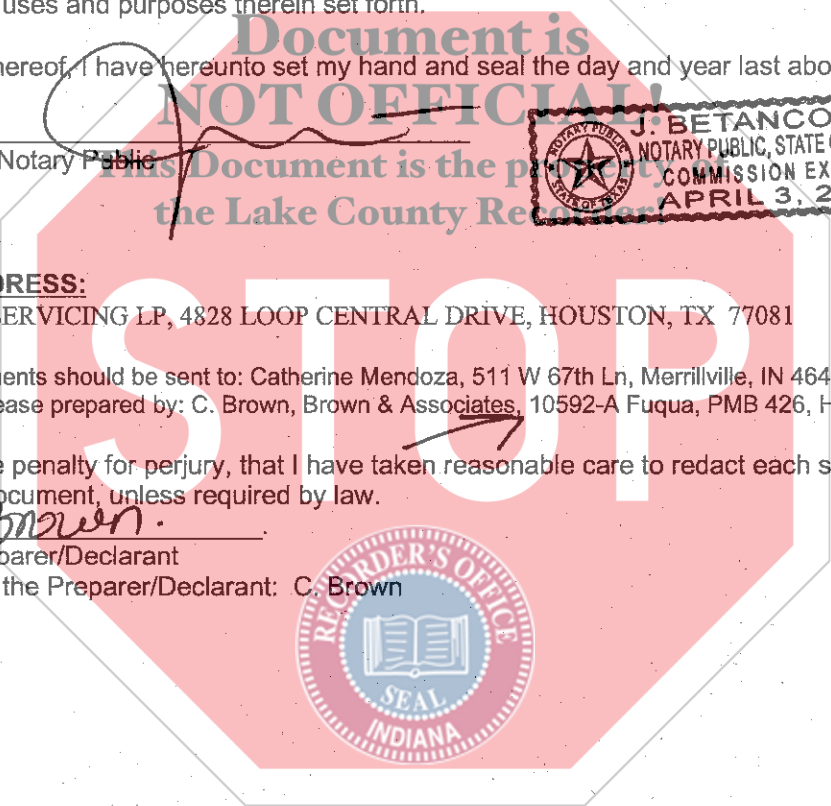 uses and purposes therein set forth.
Document is
hereof, I have hereunto set my hand and seal the day and year last abo
NOT OFFICIAL!
J. BETANCO
NOTARY PUBLIC, STATE
COMMISSION EX
APRIL 3, 2
NOTARY PUBLIC
STATE OF TEXAS
Notary Public
This Document is the property of
the Lake County Recorder!
DRESS:
SERVICING LP, 4828 LOOP CENTRAL DRIVE, HOUSTON, TX 77081
STOP
ents should be sent to: Catherine Mendoza, 511 W 67th Ln, Merrillville, IN 464
ease prepared by: C. Brown, Brown & Associates, 10592-A Fuqua, PMB 426, H
e penalty for perjury, that I have taken reasonable care to redact each s
ocument, unless required by law.
Brown.
parer/Declarant
the Preparer/Declarant: C. Brown
RECORDER'S OFFICE
SEAL
INDIANA